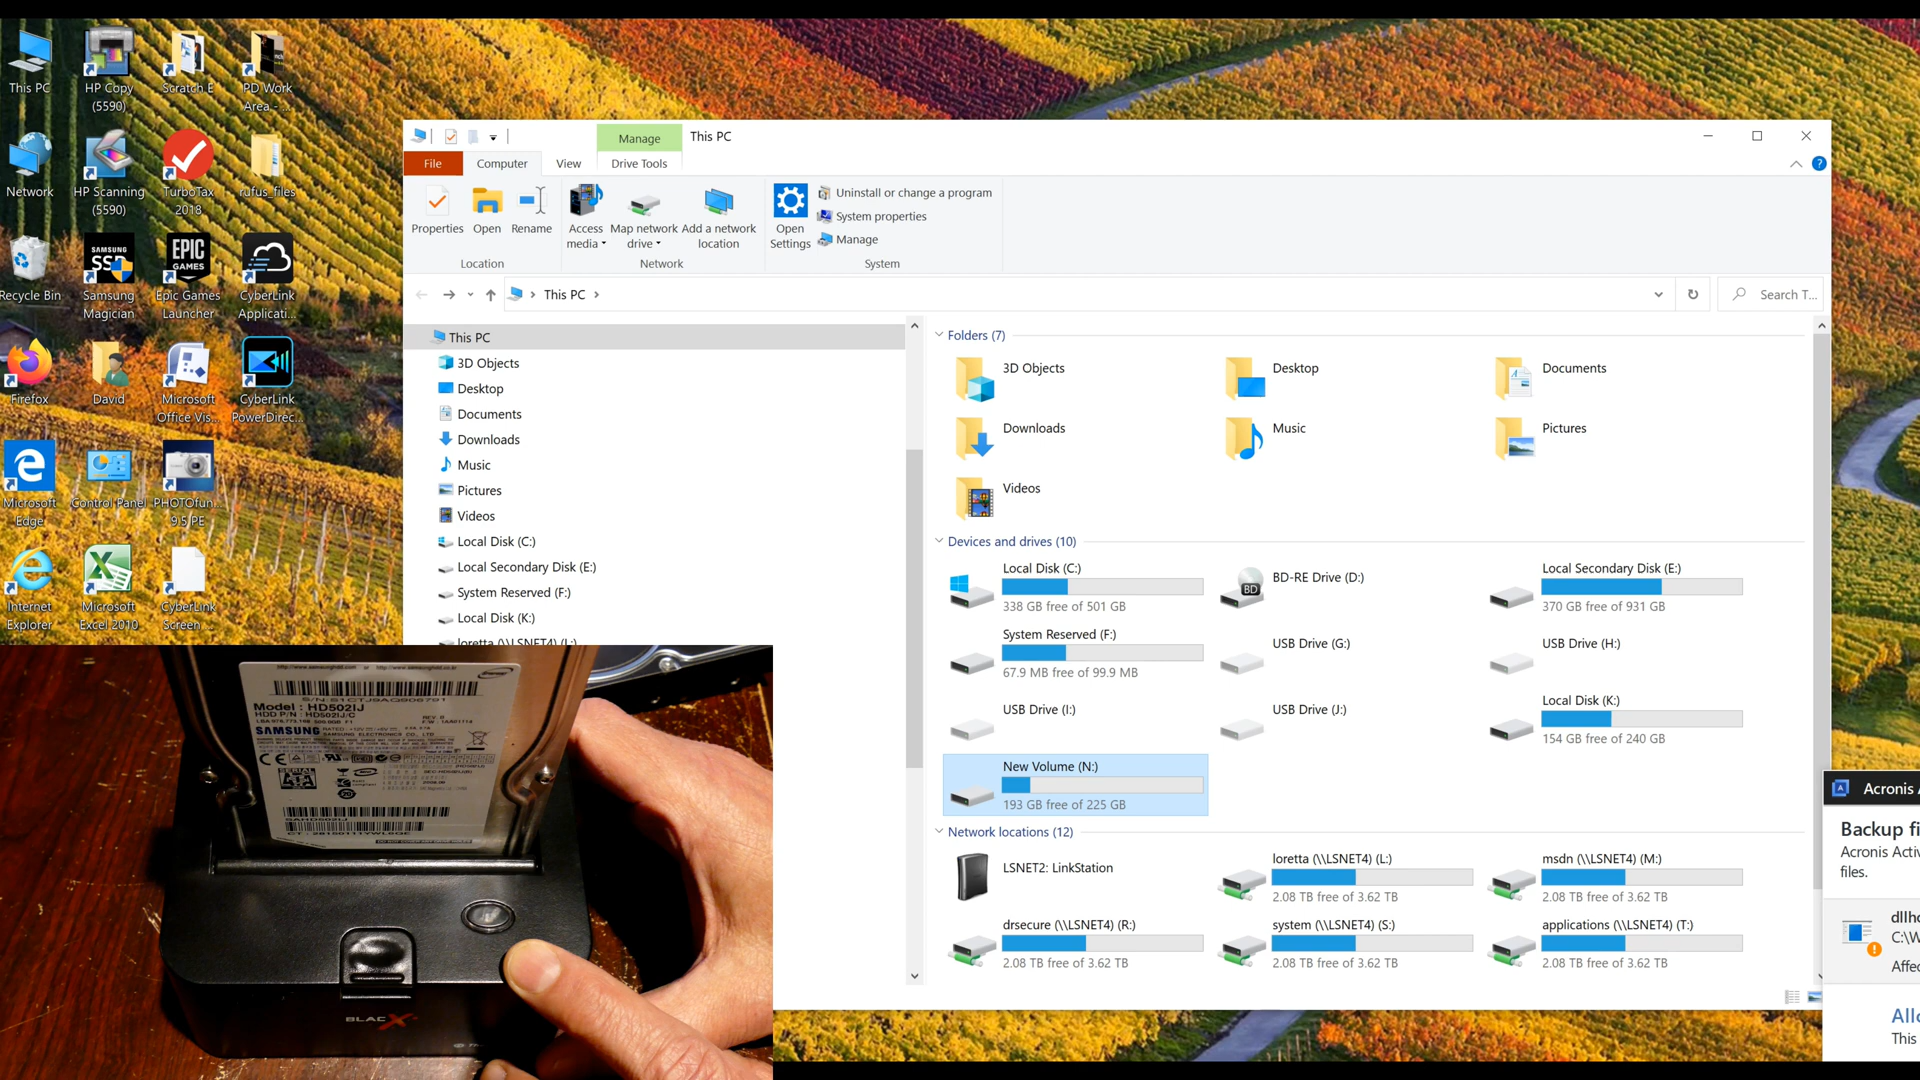 This PC
HP Copy
(5590)
Scratch E
PD Work
Area - ...
Network
HP Scanning
(5590)
TurboTax
2018
rufus_files
Recycle Bin
SAMSUNG
SSD
Samsung
Magician
EPIC
GAMES
Epic Games
Launcher
CyberLink
Applicati...
Firefox
David
Microsoft
Office Vis...
CyberLink
PowerDirec...
Microsoft
Edge
Control Panel
PHOTOfun...
9.5 PE
Internet
Explorer
Microsoft
Excel 2010
CyberLink
Screen ...
Manage
This PC
File
Computer
View
Drive Tools
Properties
Open
Rename
Access
media
Map network
drive
Add a network
location
Open
Settings
Uninstall or change a program
System properties
Manage
Location
Network
System
This PC
Search T...
This PC
3D Objects
Desktop
Documents
Downloads
Music
Pictures
Videos
Local Disk (C:)
Local Secondary Disk (E:)
System Reserved (F:)
Local Disk (K:)
loretta (\\LSNET4) (L:)
Folders (7)
3D Objects
Desktop
Documents
Downloads
Music
Pictures
Videos
Devices and drives (10)
Local Disk (C:)
338 GB free of 501 GB
BD
BD-RE Drive (D:)
Local Secondary Disk (E:)
370 GB free of 931 GB
System Reserved (F:)
67.9 MB free of 99.9 MB
USB Drive (G:)
USB Drive (H:)
USB Drive (I:)
USB Drive (J:)
Local Disk (K:)
154 GB free of 240 GB
New Volume (N:)
193 GB free of 225 GB
Network locations (12)
LSNET2: LinkStation
loretta (\\LSNET4) (L:)
2.08 TB free of 3.62 TB
msdn (\\LSNET4) (M:)
2.08 TB free of 3.62 TB
drsecure (\\LSNET4) (R:)
2.08 TB free of 3.62 TB
system (\\LSNET4) (S:)
2.08 TB free of 3.62 TB
applications (\\LSNET4) (T:)
2.08 TB free of 3.62 TB
Acronis A
Backup fi
Acronis Activ
files.
dllho
C:\W
Affec
Allo
This
Model : HD502IJ
HDD P/N : HD502IJ/C
SAMSUNG
SAMSUNG ELECTRONICS CO., LTD
SERIAL
SATA
BLACX